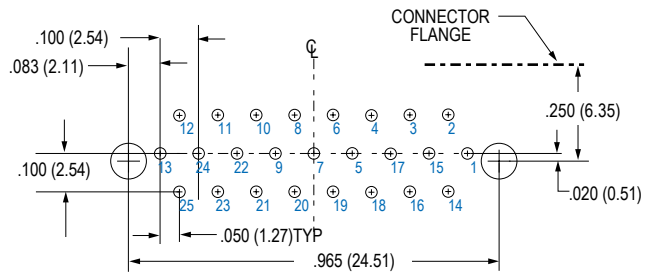 CONNECTOR
FLANGE
.100 (2.54)
℄
.083 (2.11)
.250 (6.35)
12 11 10 8 6 4 3 2
.100 (2.54)
13 24 22 9 7 5 17 15 1
.020 (0.51)
25 23 21 20 19 18 16 14
.050 (1.27)TYP
.965 (24.51)